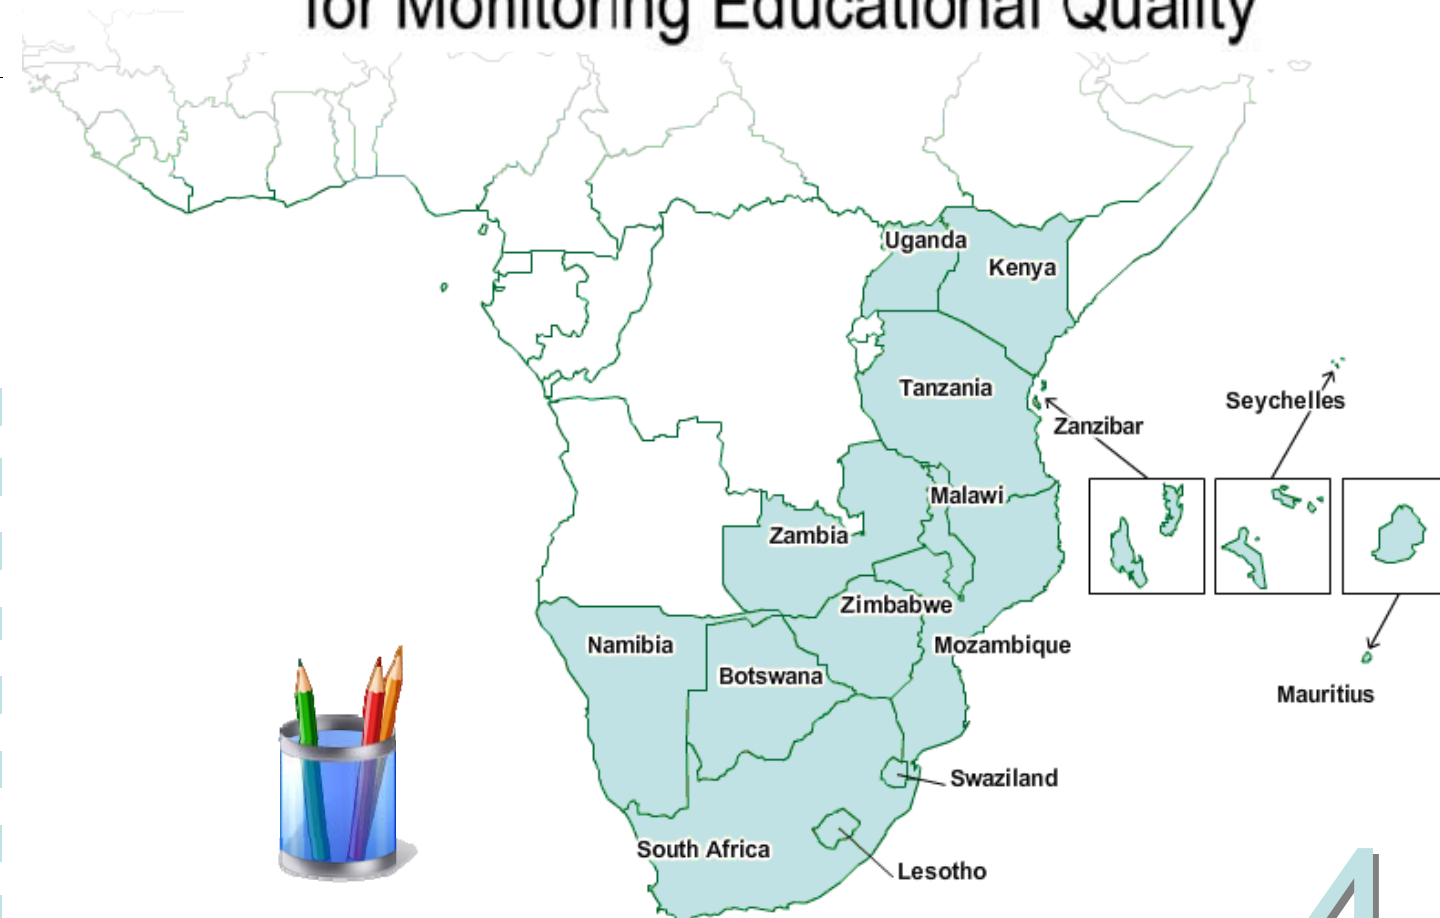 for Monitoring Educational Quality
Uganda
Kenya
Tanzania
Seychelles
Zanzibar
Malawi
Zambia
Zimbabwe
Namibia
Mozambique
Botswana
Mauritius
Swaziland
South Africa
Lesotho
4